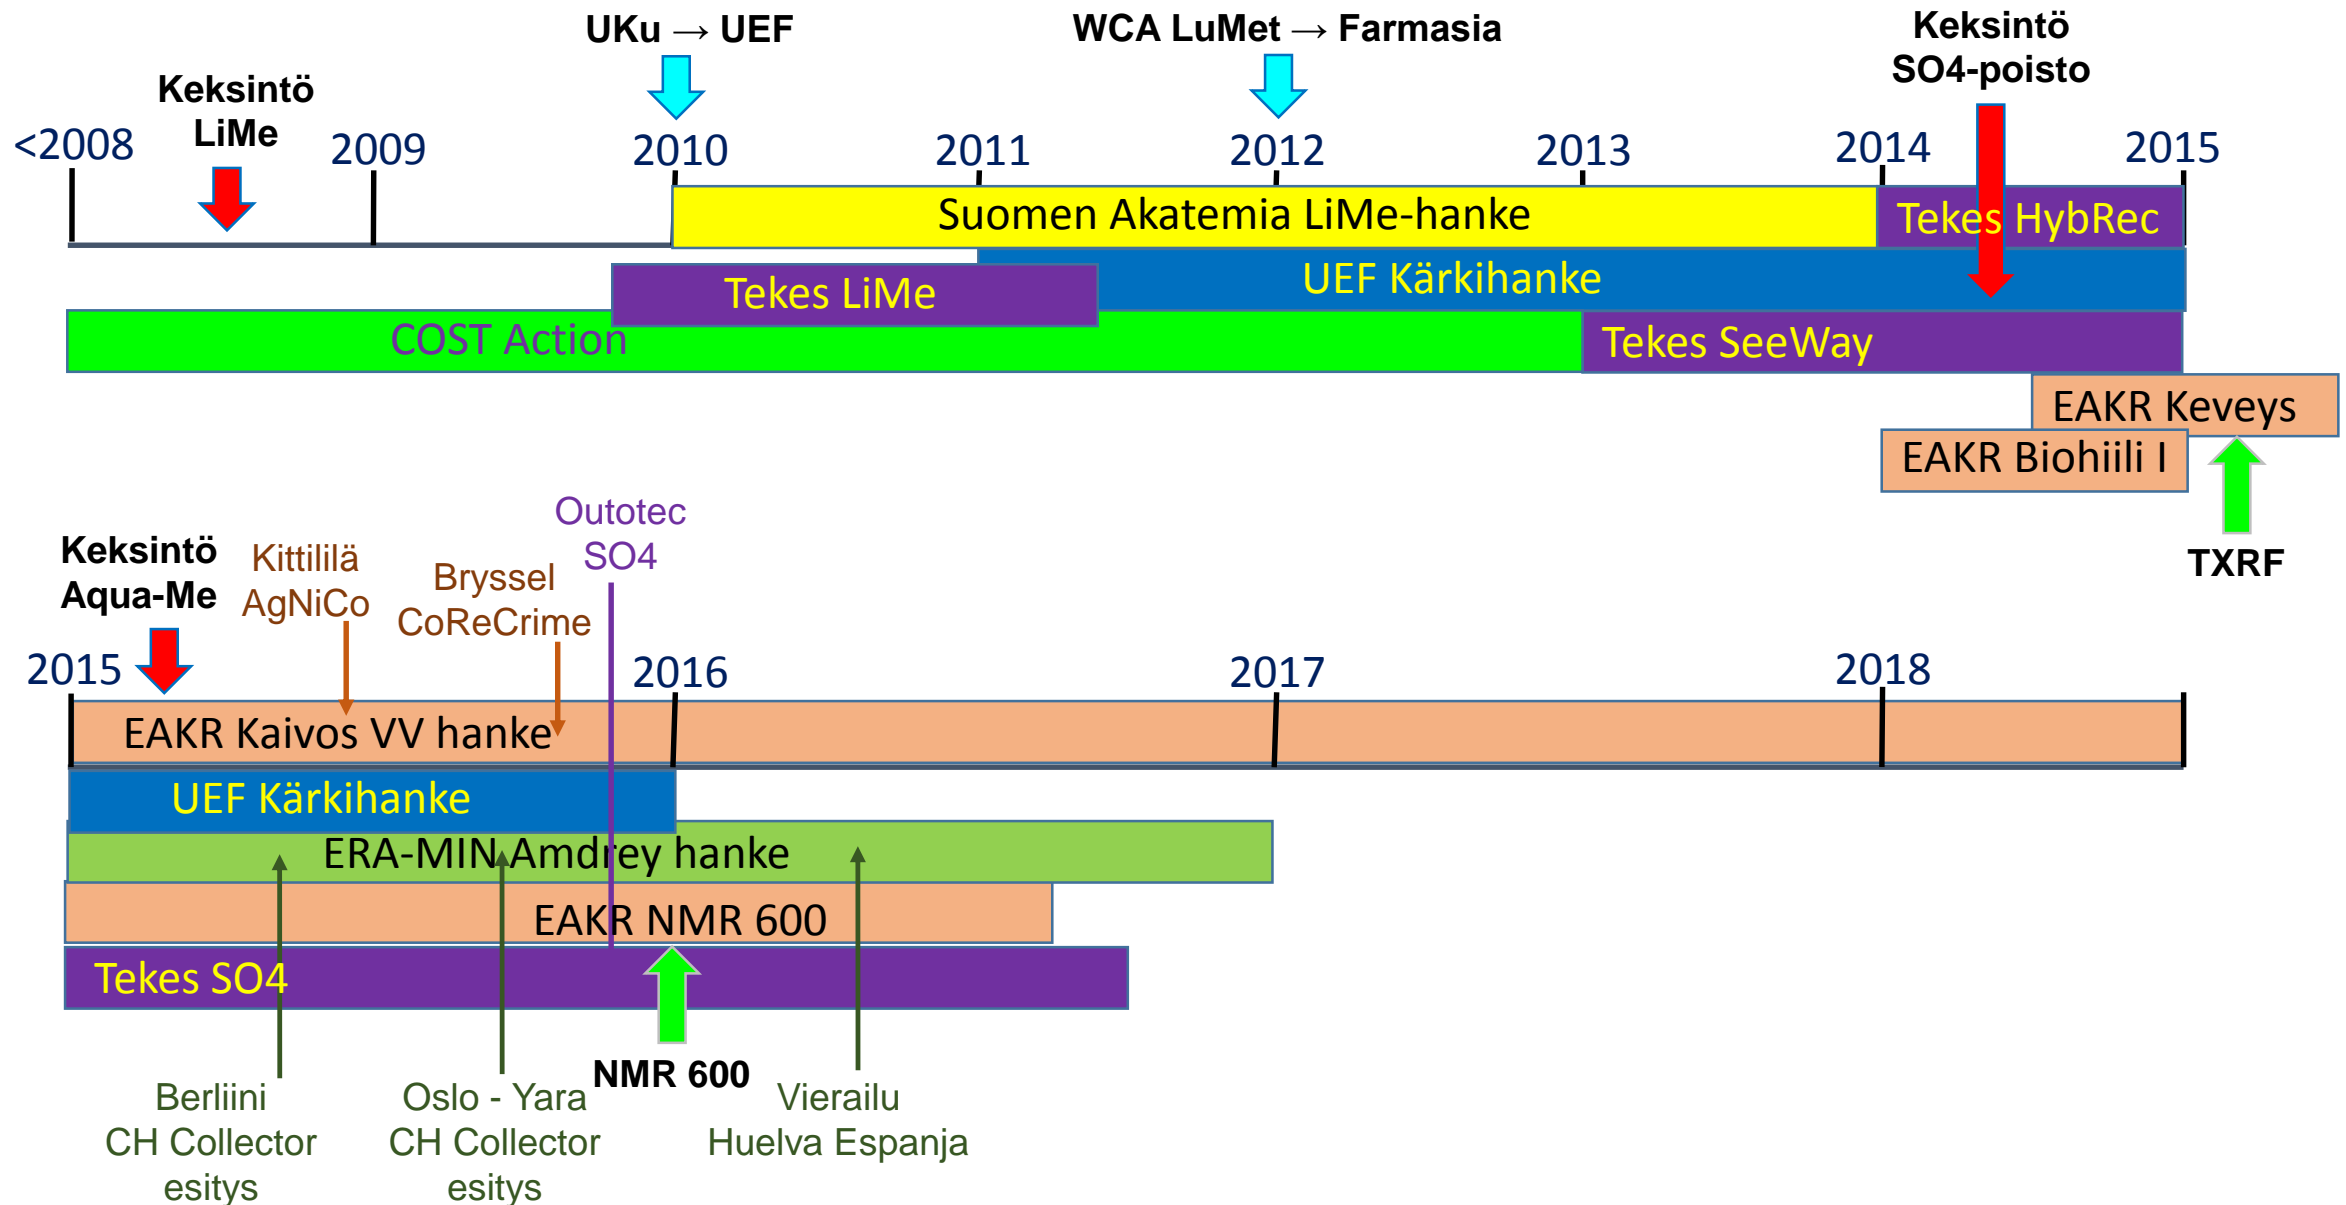 UKu → UEF
WCA LuMet → Farmasia
Keksintö
SO4-poisto
Keksintö
LiMe
<2008
2009
2010
2011
2012
2013
2014
2015
Suomen Akatemia LiMe-hanke
Tekes HybRec
Tekes LiMe
UEF Kärkihanke
COST Action
Tekes SeeWay
EAKR Keveys
EAKR Biohiili I
TXRF
Keksintö
Aqua-Me
Kittililä
AgNiCo
Bryssel
CoReCrime
Outotec
SO4
2015
2016
2017
2018
EAKR Kaivos VV hanke
UEF Kärkihanke
ERA-MIN Amdrey hanke
EAKR NMR 600
Tekes SO4
NMR 600
Berliini
CH Collector
esitys
Oslo - Yara
CH Collector
esitys
Vierailu
Huelva Espanja